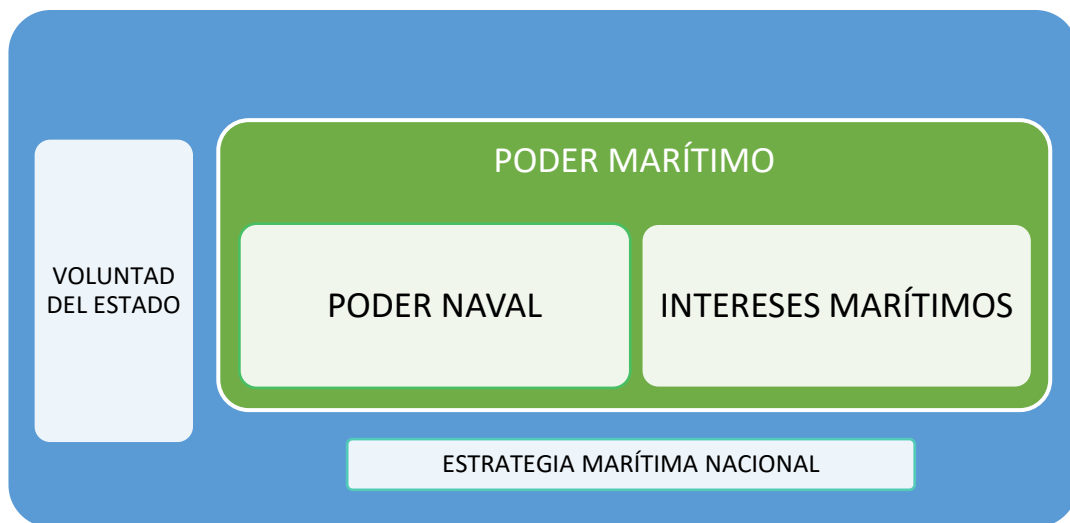 PODER MARÍTIMO
VOLUNTAD
DEL ESTADO
PODER NAVAL
INTERESES MARÍTIMOS
ESTRATEGIA MARÍTIMA NACIONAL